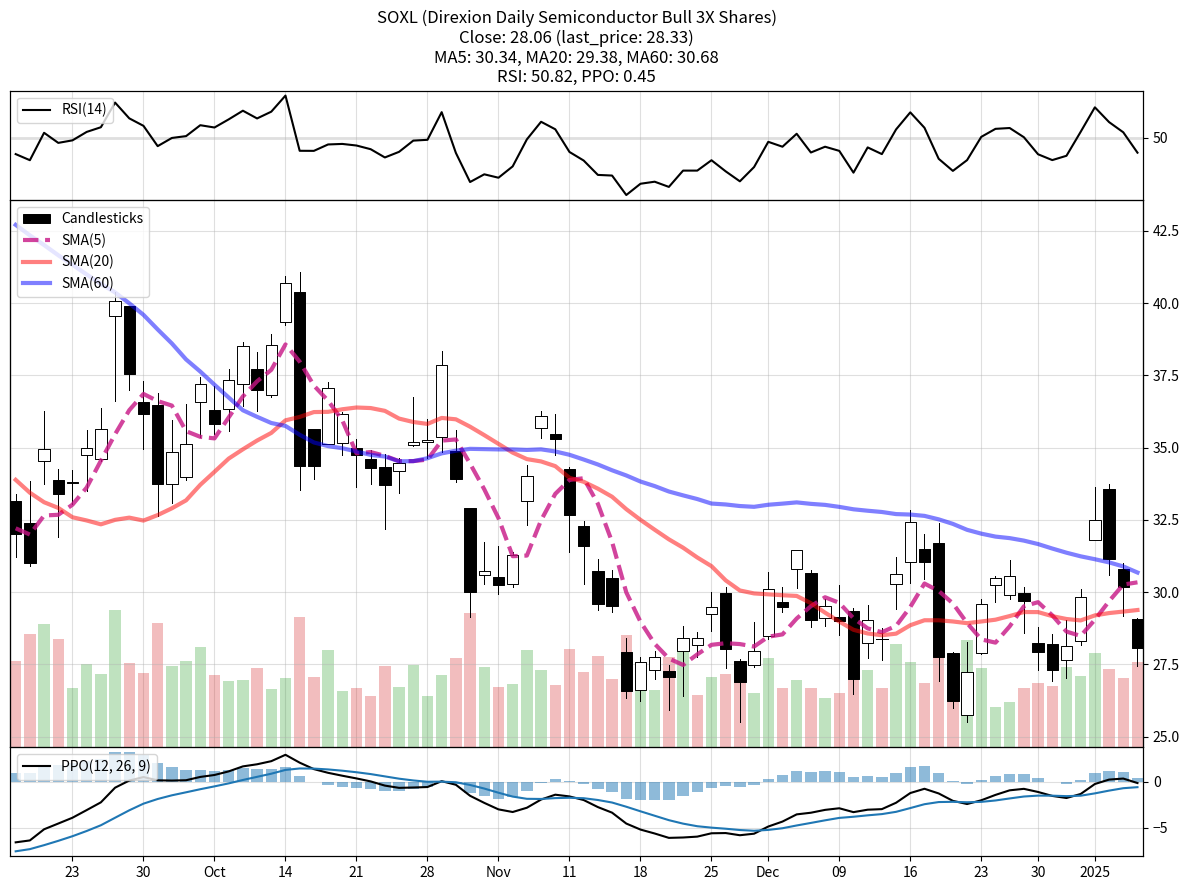 SOXL (Direxion Daily Semiconductor Bull 3X Shares)
Close: 28.06 (last_price: 28.33)
MA5: 30.34, MA20: 29.38, MA60: 30.68
RSI: 50.82, PPO: 0.45
RSI(14)
50
Candlesticks
SMA(5)
SMA(20)
SMA(60)
42.5
40.0
37.5
35.0
32.5
30.0
27.5
25.0
PPO(12, 26, 9)
0
−5
23 30 Oct 14 21 28 Nov 11 18 25 Dec 09 16 23 30 2025